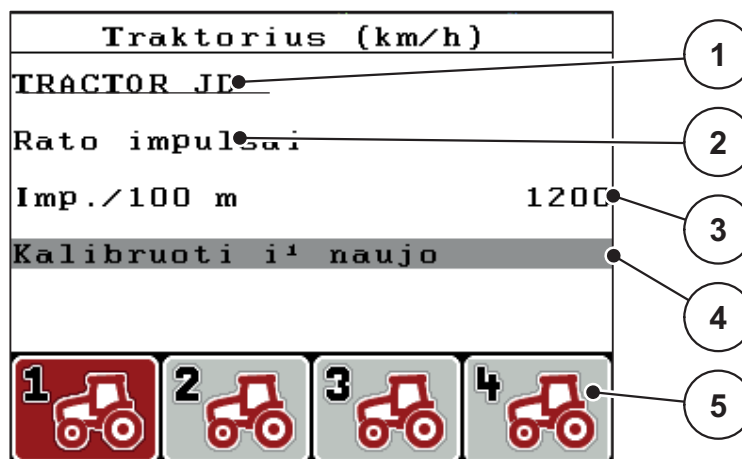 Traktorius (km/h)
1
TRACTOR JD
Rato impulsai
2
Imp./100 m 1200
3
Kalibruoti i¹ naujo
4
1 2 3 4
5